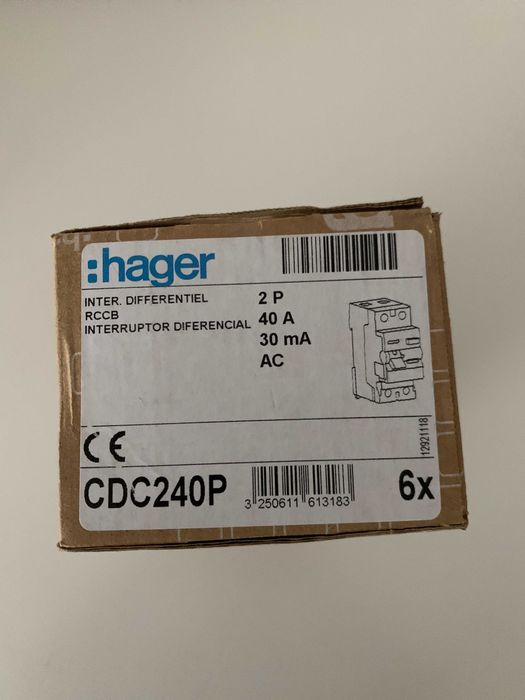 :hager
INTER. DIFFERENTIEL
RCCB
INTERRUPTOR DIFERENCIAL
2 P
40 A
30 mA
AC
12921118
CE
CDC240P
3 250611 613183
6x